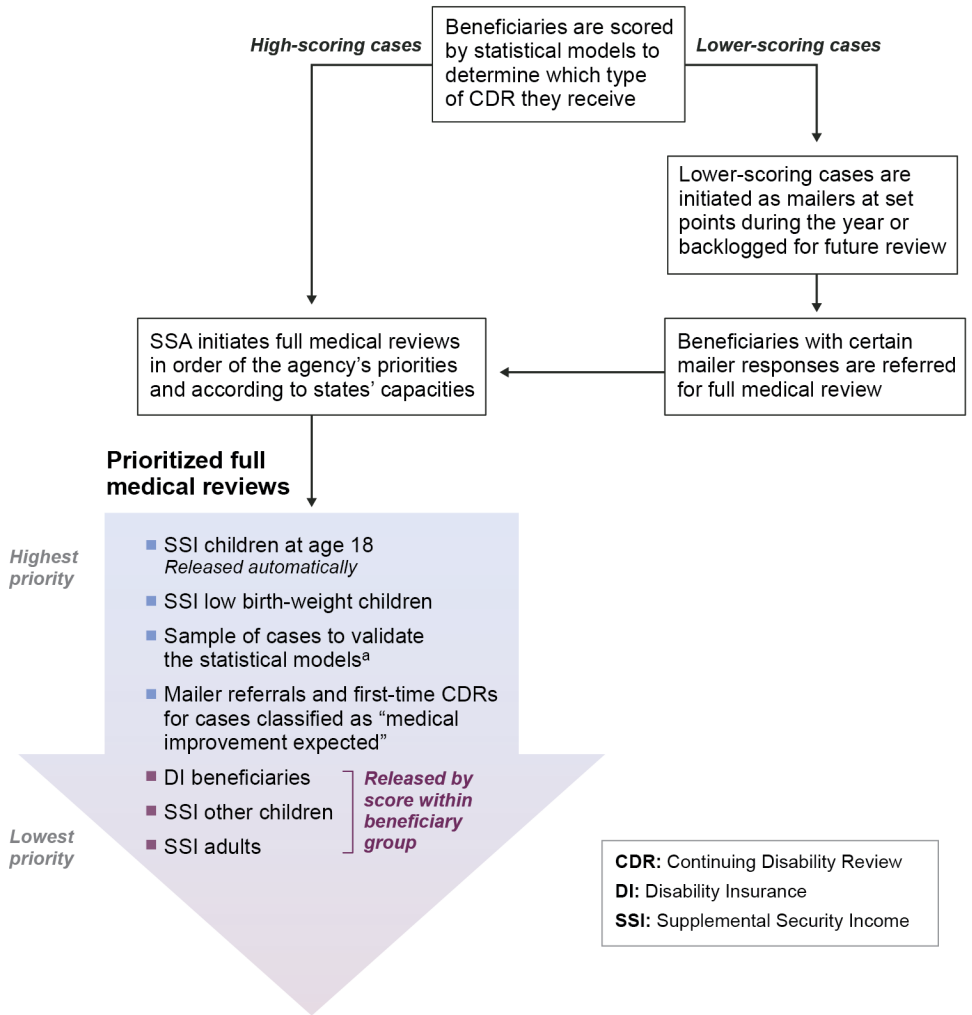 High-scoring cases
Beneficiaries are scored
by statistical models to
determine which type
of CDR they receive
Lower-scoring cases
Lower-scoring cases are
initiated as mailers at set
points during the year or
backlogged for future review
SSA initiates full medical reviews
in order of the agency’s priorities
and according to states’ capacities
Beneficiaries with certain
mailer responses are referred
for full medical review
Prioritized full
medical reviews
Highest
priority
SSI children at age 18
Released automatically
SSI low birth-weight children
Sample of cases to validate
the statistical modelsᵃ
Mailer referrals and first-time CDRs
for cases classified as “medical
improvement expected”
DI beneficiaries
SSI other children
SSI adults
Released by
score within
beneficiary
group
Lowest
priority
CDR: Continuing Disability Review
DI: Disability Insurance
SSI: Supplemental Security Income